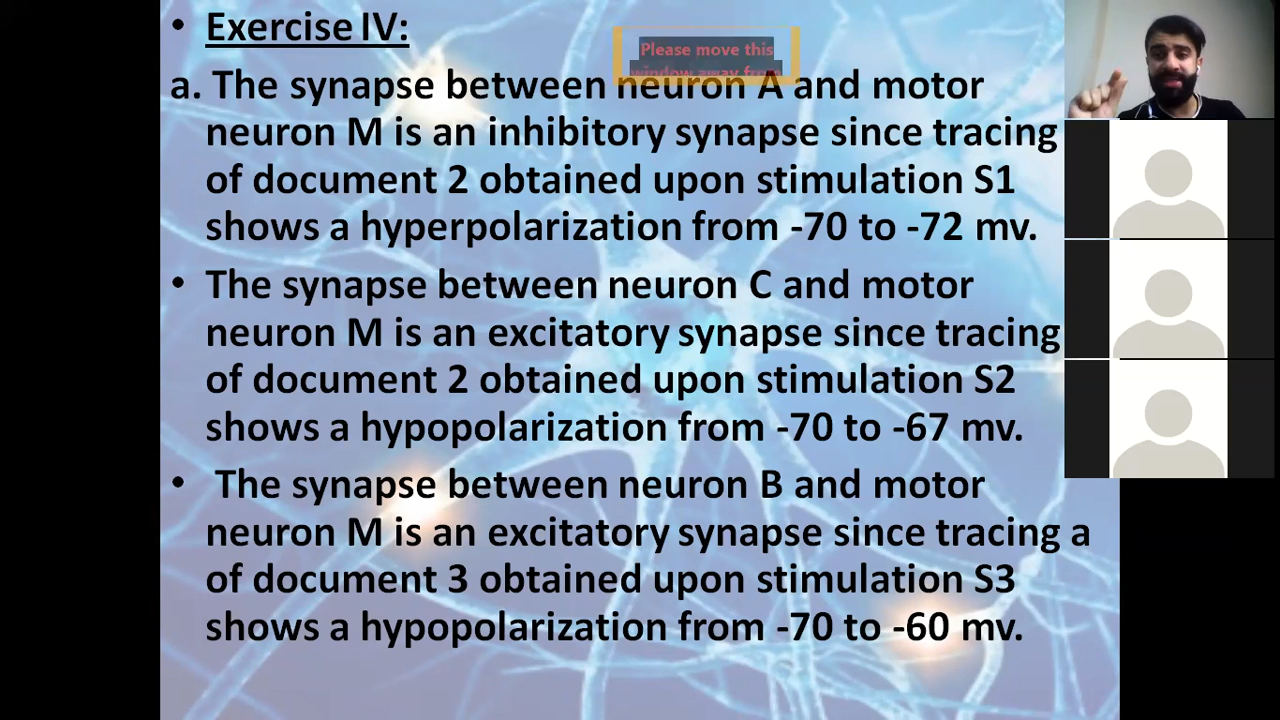 • Exercise IV:
Please move this
window away from
a. The synapse between neuron A and motor
neuron M is an inhibitory synapse since tracing
of document 2 obtained upon stimulation S1
shows a hyperpolarization from -70 to -72 mv.
• The synapse between neuron C and motor
neuron M is an excitatory synapse since tracing
of document 2 obtained upon stimulation S2
shows a hypopolarization from -70 to -67 mv.
• The synapse between neuron B and motor
neuron M is an excitatory synapse since tracing a
of document 3 obtained upon stimulation S3
shows a hypopolarization from -70 to -60 mv.